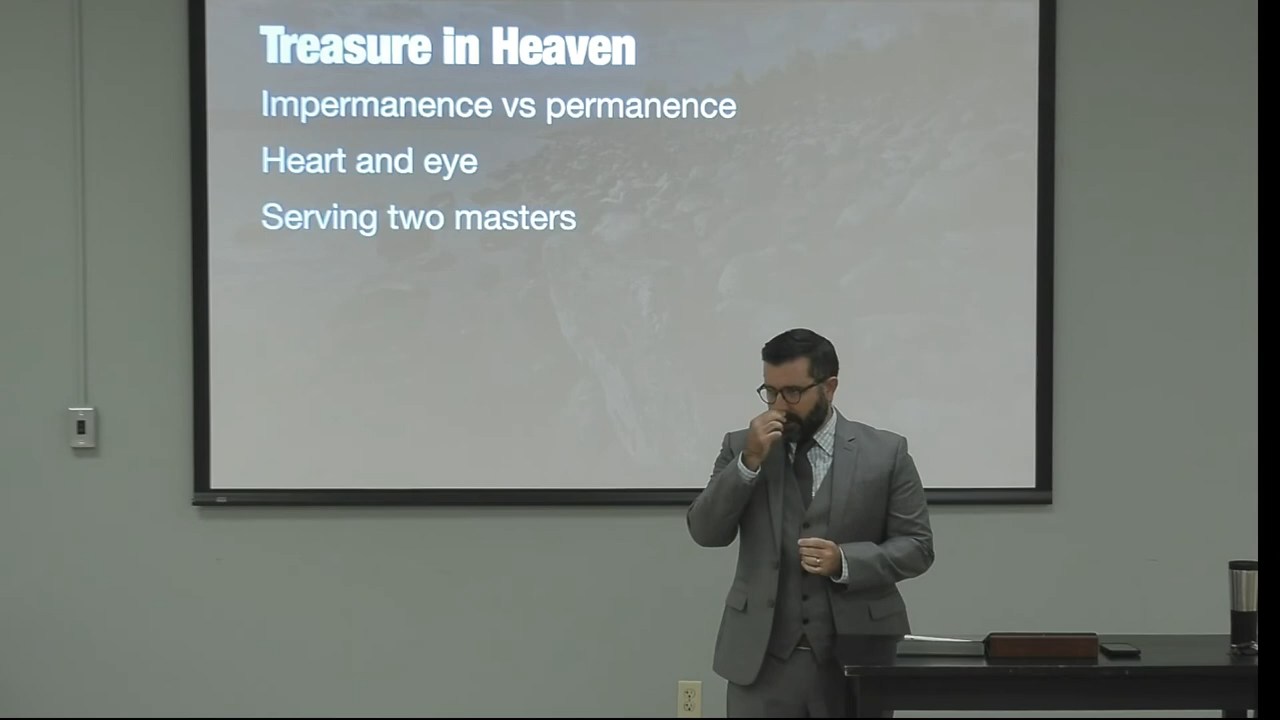 Treasure in Heaven
Impermanence vs permanence
Heart and eye
Serving two masters